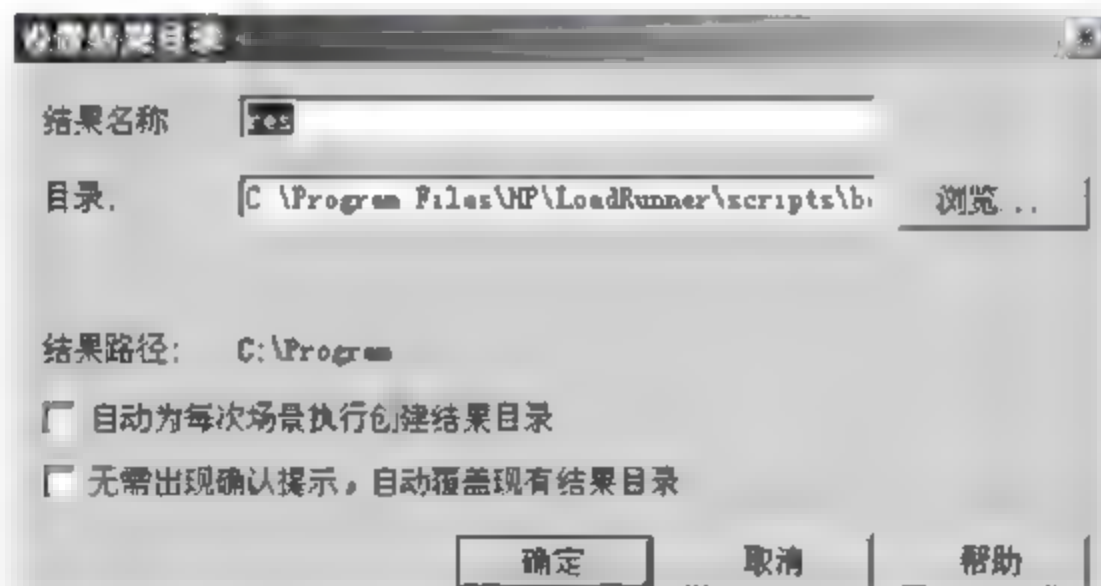 设置结果目录
结果名称 res
目录: C:\Program Files\HP\LoadRunner\scripts\b 浏览...
结果路径: C:\Program
自动为每次场景执行创建结果目录
无需出现确认提示，自动覆盖现有结果目录
确定 取消 帮助